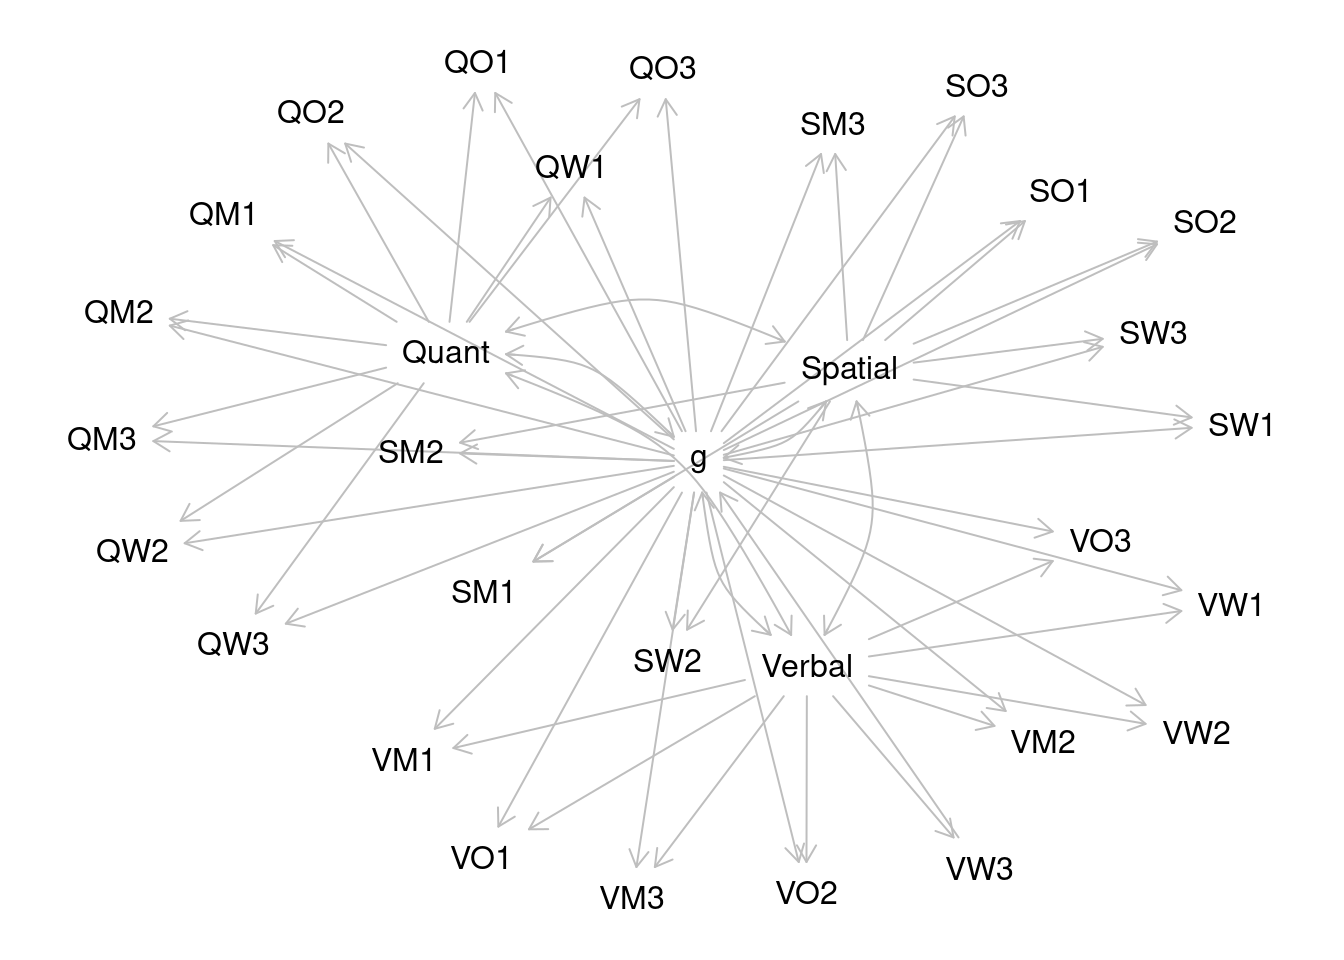 QO1
QO3
SO3
QO2
SM3
QW1
SO1
QM1
SO2
QM2
SW3
Quant
Spatial
SW1
QM3
SM2
g
VO3
QW2
SM1
VW1
QW3
SW2
Verbal
VW2
VM2
VM1
VO1
VW3
VO2
VM3